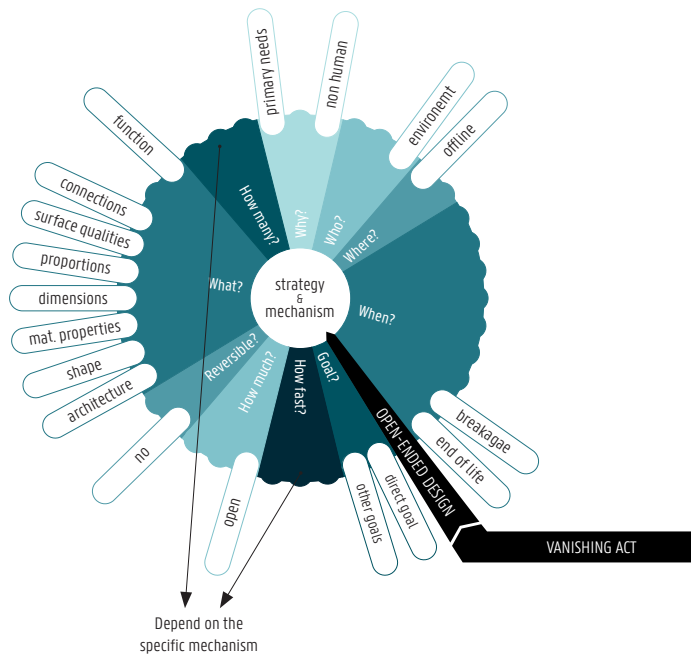 primary needs
non human
environemt
offline
function
connections
surface qualities
proportions
dimensions
mat. properties
shape
architecture
no
open
other goals
direct goal
end of life
breakagae
How many?
Why?
Who?
Where?
What?
When?
Reversible?
How much?
How fast?
Goal?
strategy
&
mechanism
OPEN-ENDED DESIGN
VANISHING ACT
Depend on the
specific mechanism